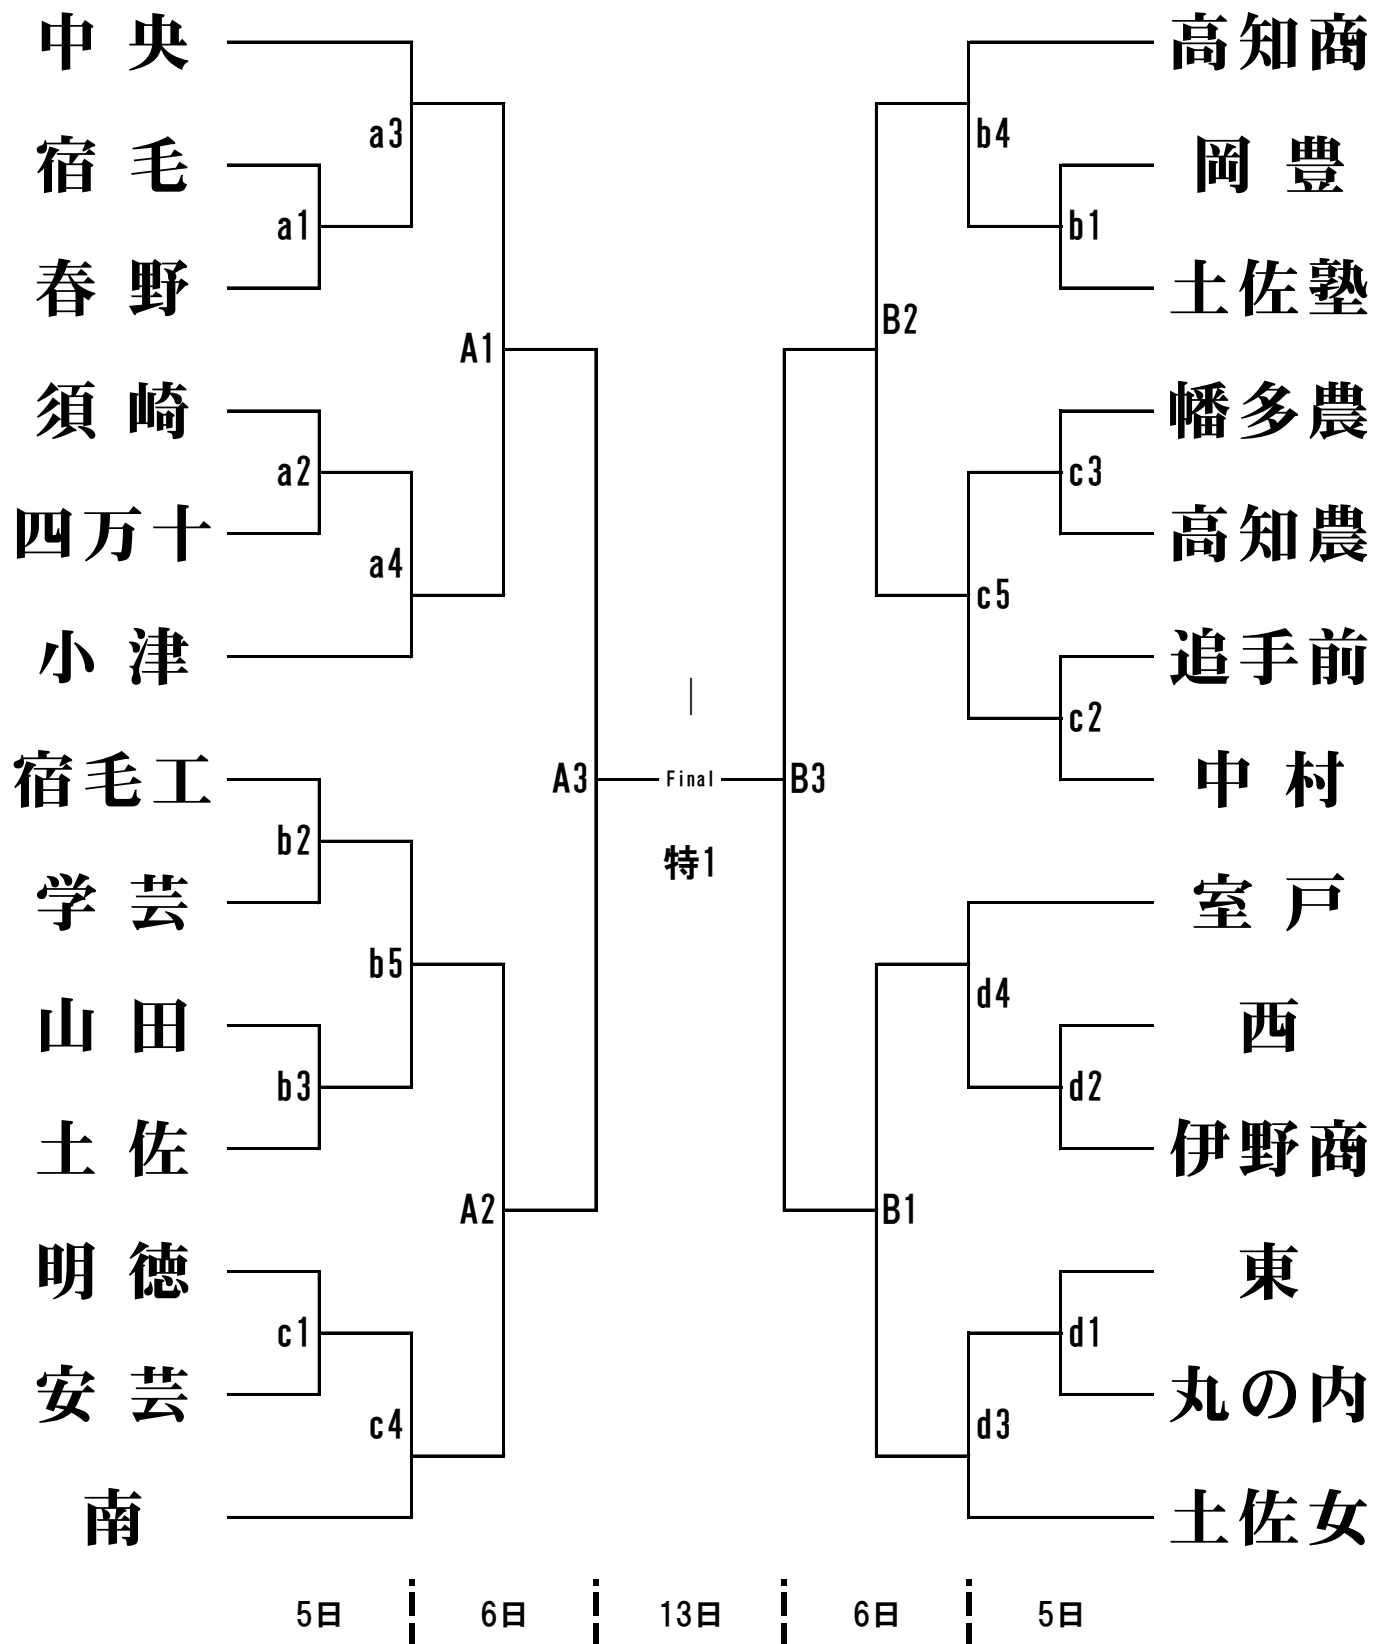 中央
宿毛
春野
須崎
四万十
小津
宿毛工
学芸
山田
土佐
明徳
安芸
南
a3
a1
a2
a4
b2
b5
b3
c1
c4
A1
A2
A3
Final
特1
B3
B2
B1
b4
b1
c3
c5
c2
d4
d2
d1
d3
高知商
岡豊
土佐塾
幡多農
高知農
追手前
中村
室戸
西
伊野商
東
丸の内
土佐女
5日 6日 13日 6日 5日